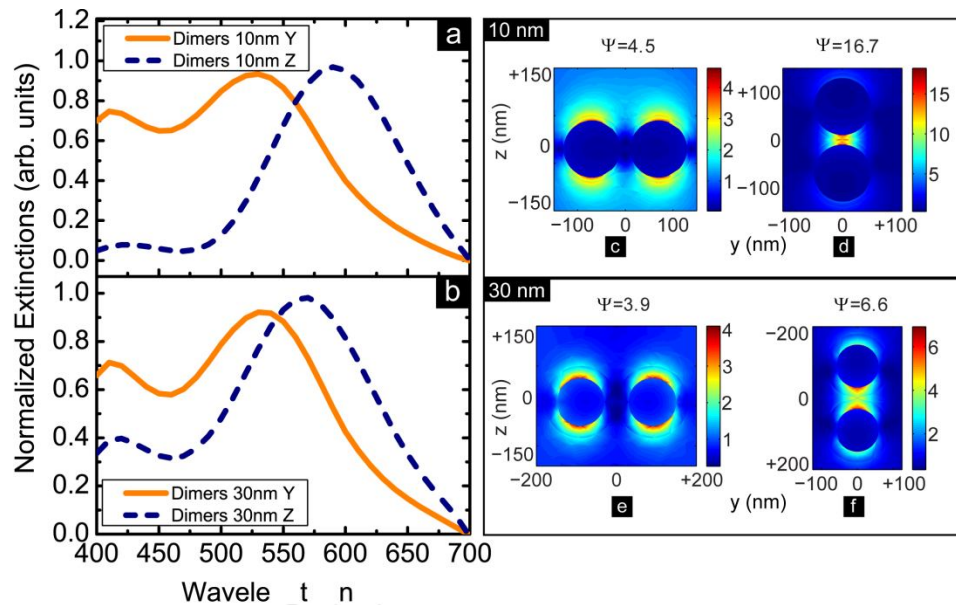 Normalized Extinctions (arb. units)
1.2
1.0
0.8
0.6
0.4
0.2
0.0
Dimers 10nm Y
Dimers 10nm Z
a
1.0
0.8
0.6
0.4
0.2
0.0
b
Dimers 30nm Y
Dimers 30nm Z
400 450 500 550 600 650 700
Wavele t n
10 nm
Ψ=4.5
Ψ=16.7
+150
0
−150
z (nm)
−100 0 100
4
3
2
1
c
+100
0
−100
−100 +100
15
10
5
d
y (nm)
30 nm
Ψ=3.9
Ψ=6.6
+150
0
−150
z (nm)
−200 0 +200
4
3
2
1
e
−200
0
+200
−100 0 +100
6
4
2
f
y (nm)